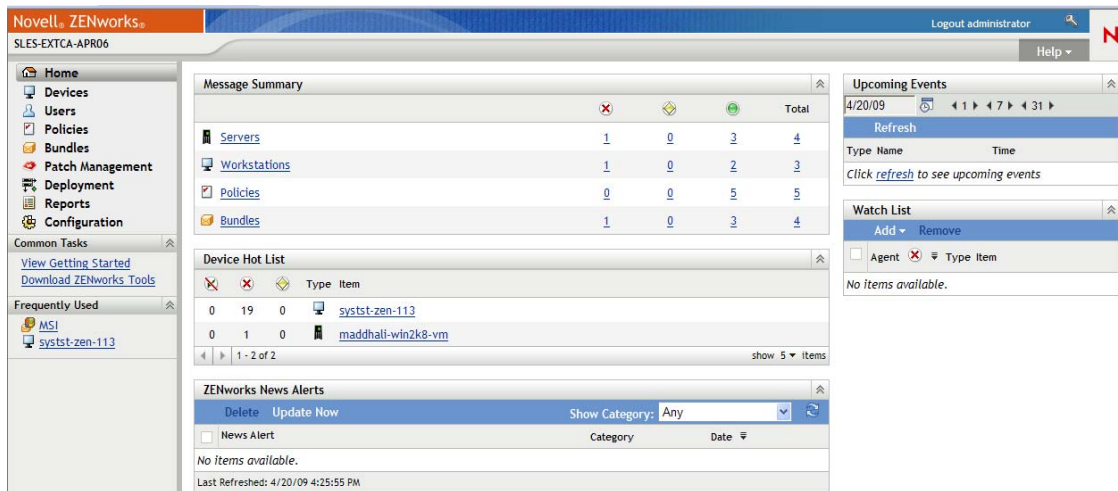 Novell® ZENworks®
Logout administrator
N
SLES-EXTCA-APR06
Help
Home
Devices
Users
Policies
Bundles
Patch Management
Deployment
Reports
Configuration
Common Tasks
View Getting Started
Download ZENworks Tools
Frequently Used
MSI
systst-zen-113
Message Summary
Total
Servers 1 0 3 4
Workstations 1 0 2 3
Policies 0 0 5 5
Bundles 1 0 3 4
Device Hot List
Type Item
0 19 0 systst-zen-113
0 1 0 maddhali-win2k8-vm
1 - 2 of 2 show 5 items
ZENworks News Alerts
Delete Update Now Show Category: Any
News Alert Category Date
No items available.
Last Refreshed: 4/20/09 4:25:55 PM
Upcoming Events
4/20/09 1 7 31
Refresh
Type Name Time
Click refresh to see upcoming events
Watch List
Add Remove
Agent Type Item
No items available.